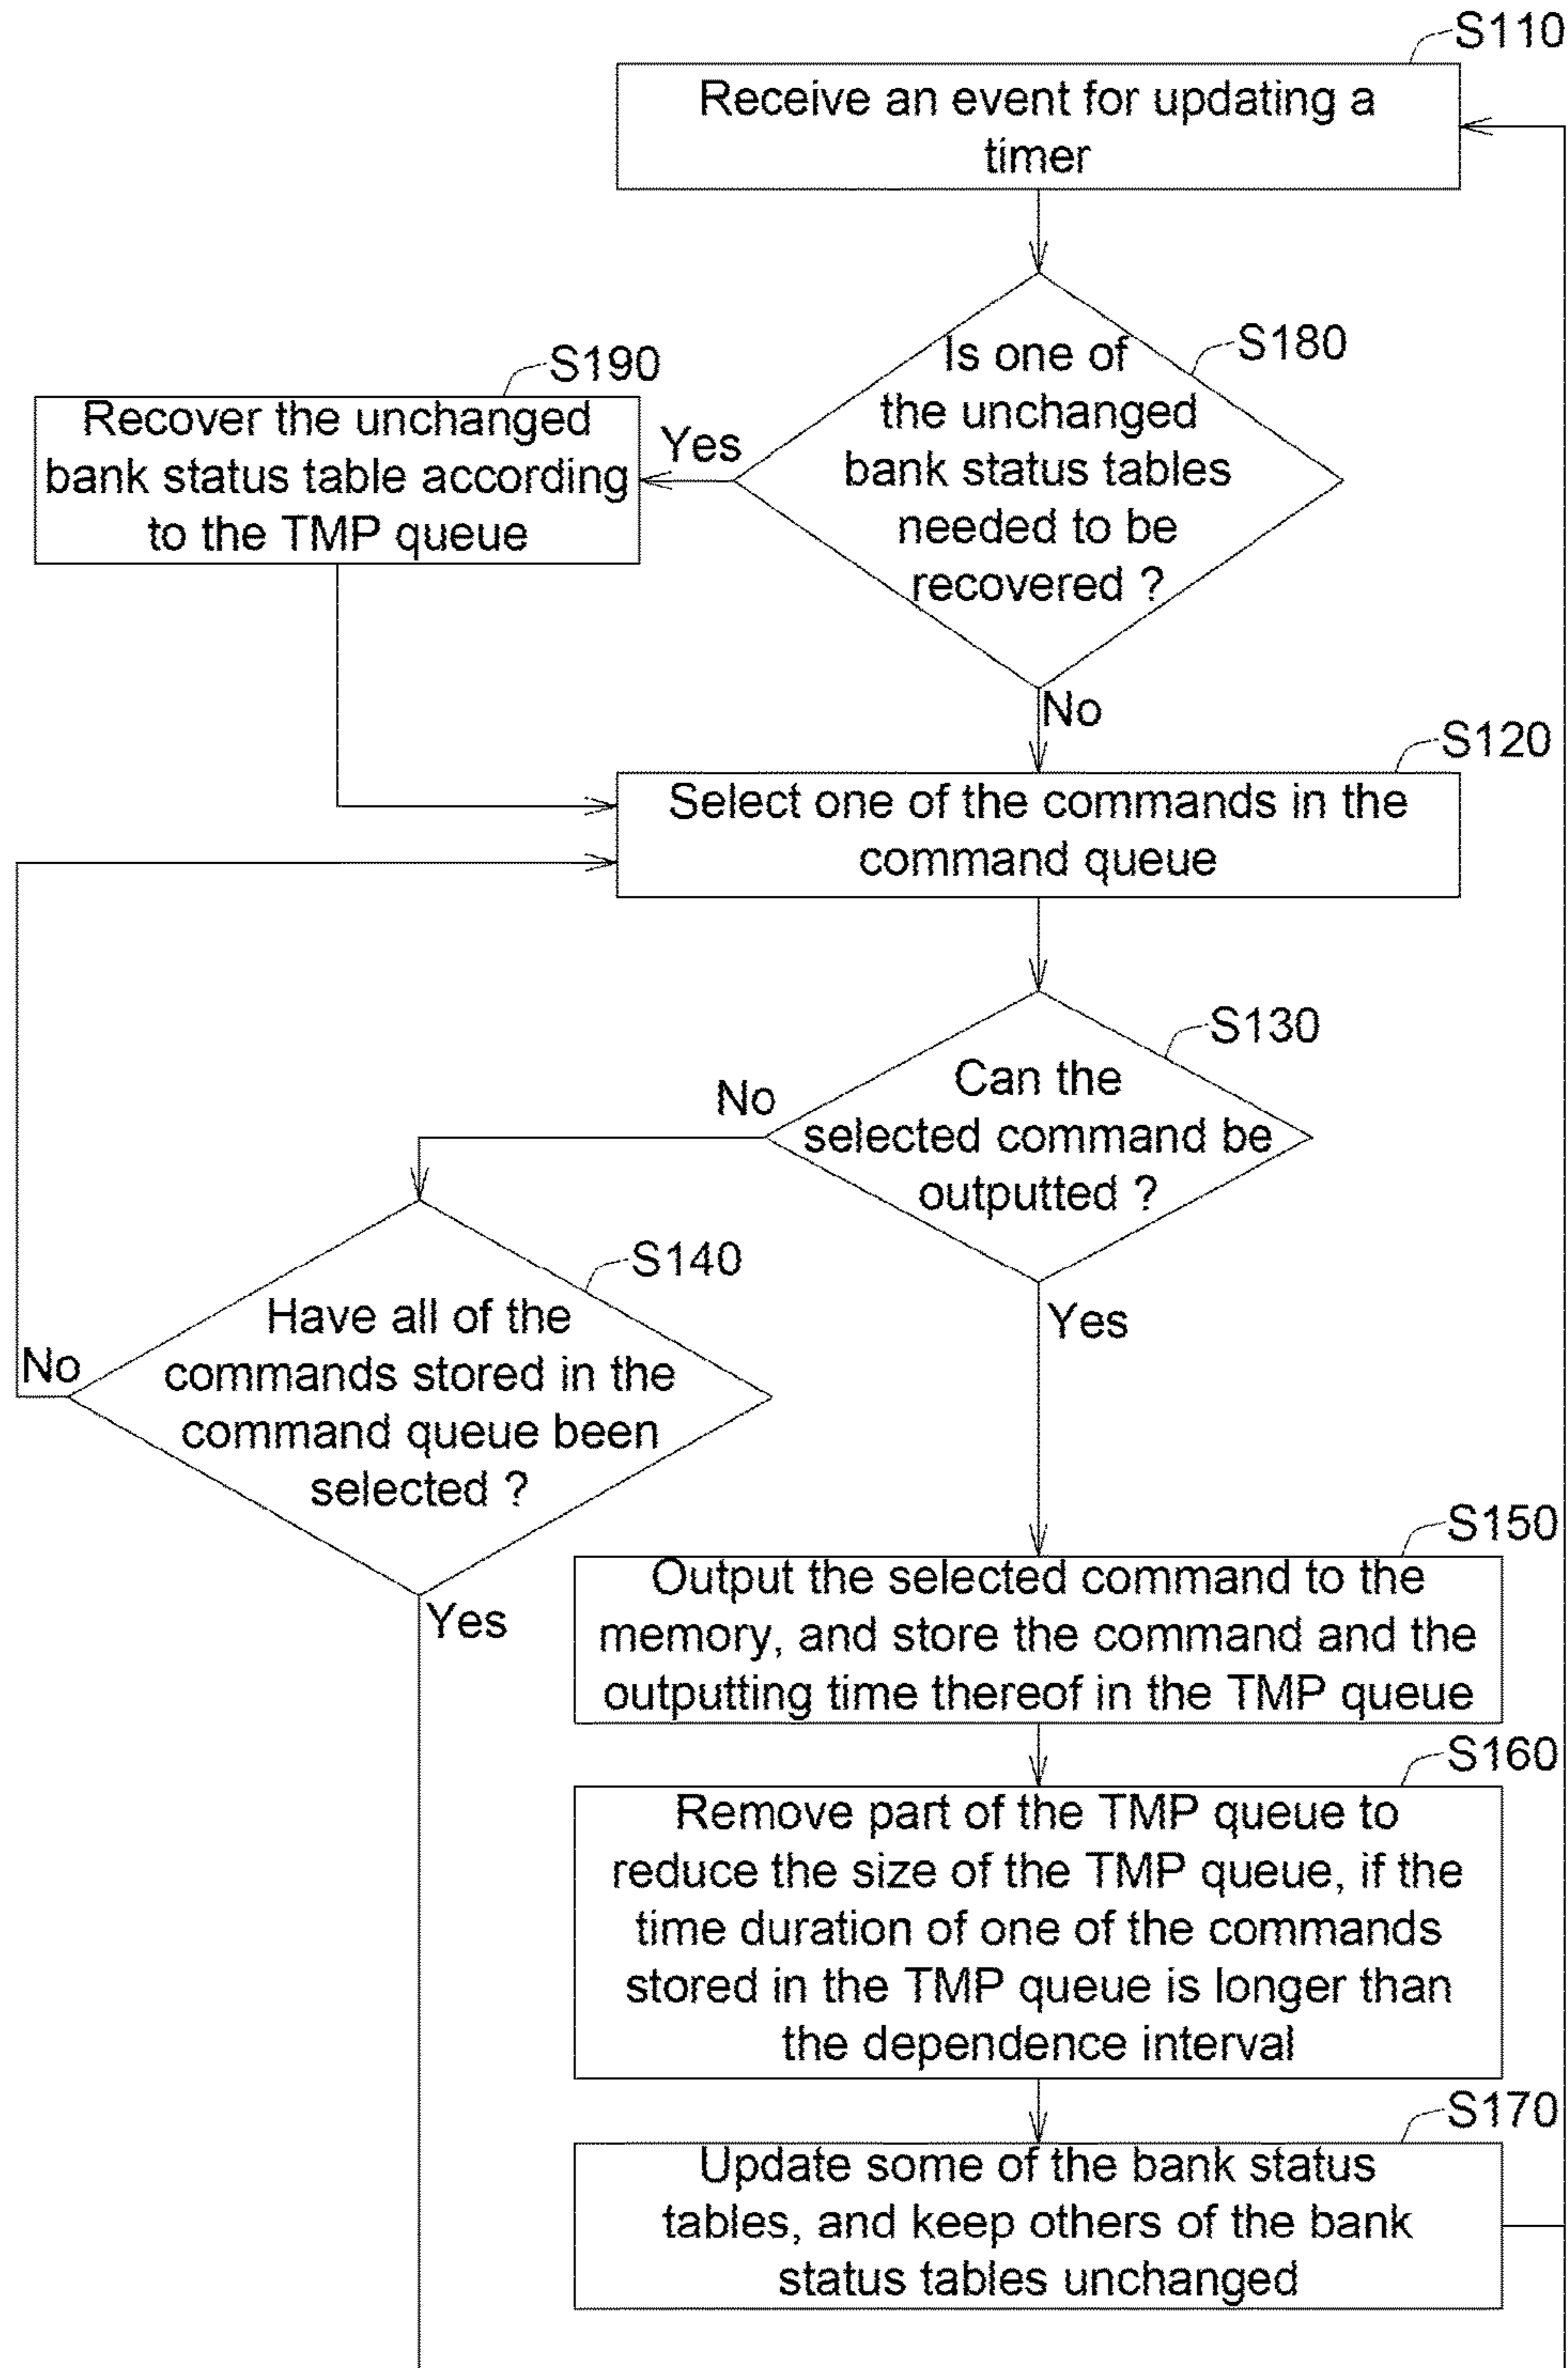 S110
Receive an event for updating a
timer
S180
Is one of
the unchanged
bank status tables
needed to be
recovered ?
S190
Recover the unchanged
bank status table according
to the TMP queue
Yes
No
S120
Select one of the commands in the
command queue
S130
Can the
selected command be
outputted ?
No
S140
Have all of the
commands stored in the
command queue been
selected ?
No
Yes
Yes
S150
Output the selected command to the
memory, and store the command and the
outputting time thereof in the TMP queue
S160
Remove part of the TMP queue to
reduce the size of the TMP queue, if the
time duration of one of the commands
stored in the TMP queue is longer than
the dependence interval
S170
Update some of the bank status
tables, and keep others of the bank
status tables unchanged